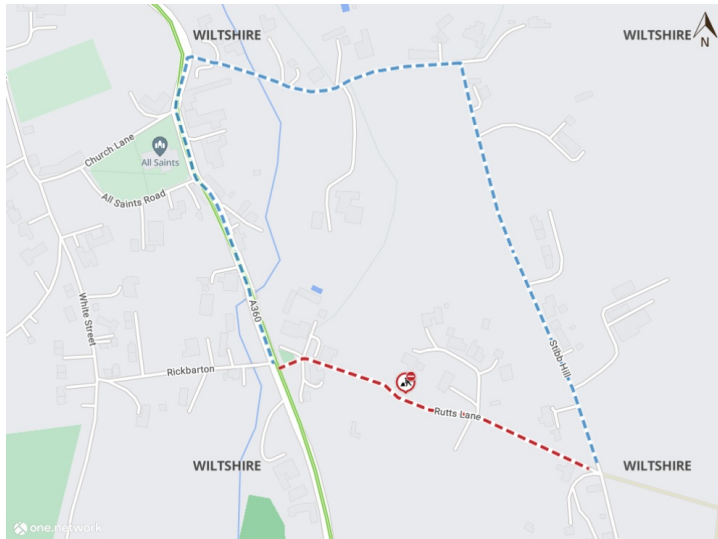 WILTSHIRE
WILTSHIRE
N
Church Lane
All Saints
All Saints Road
White Street
A360
Rickbarton
Stibb Hill
Rutts Lane
WILTSHIRE
WILTSHIRE
one.network